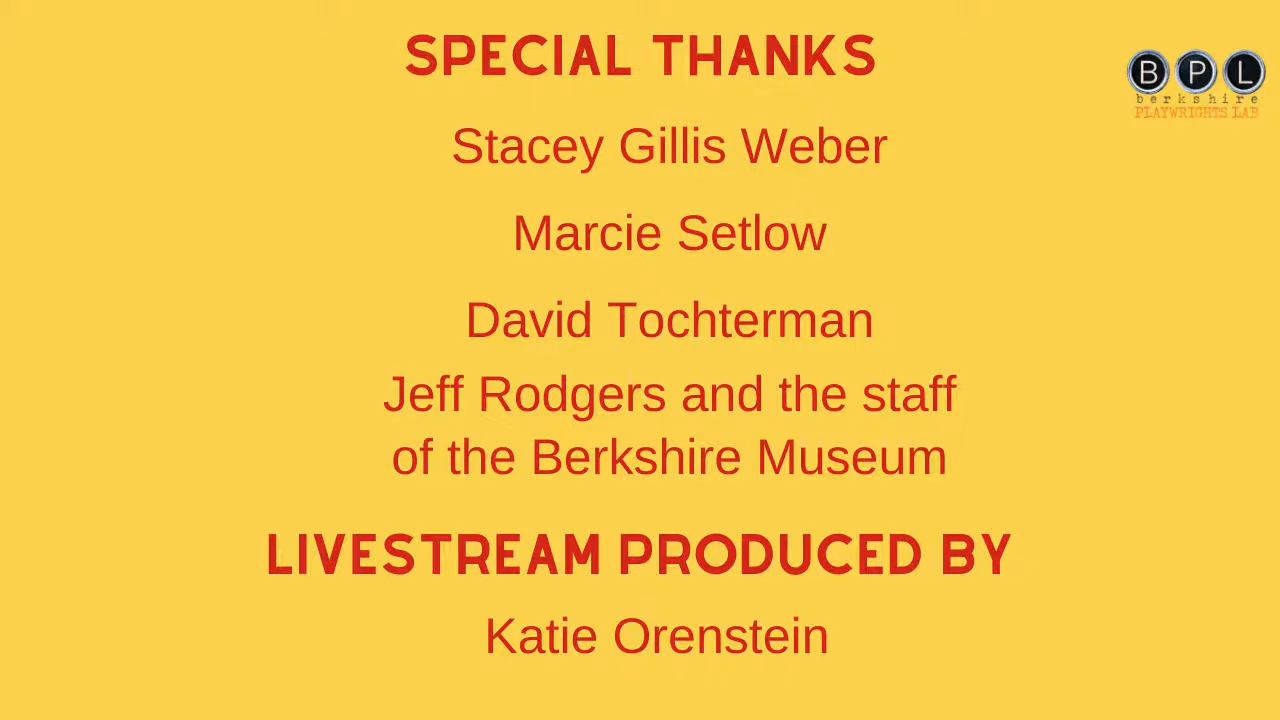 SPECIAL THANKS
B P L
berkshire
PLAYWRIGHTS LAB
Stacey Gillis Weber
Marcie Setlow
David Tochterman
Jeff Rodgers and the staff
of the Berkshire Museum
LIVESTREAM PRODUCED BY
Katie Orenstein